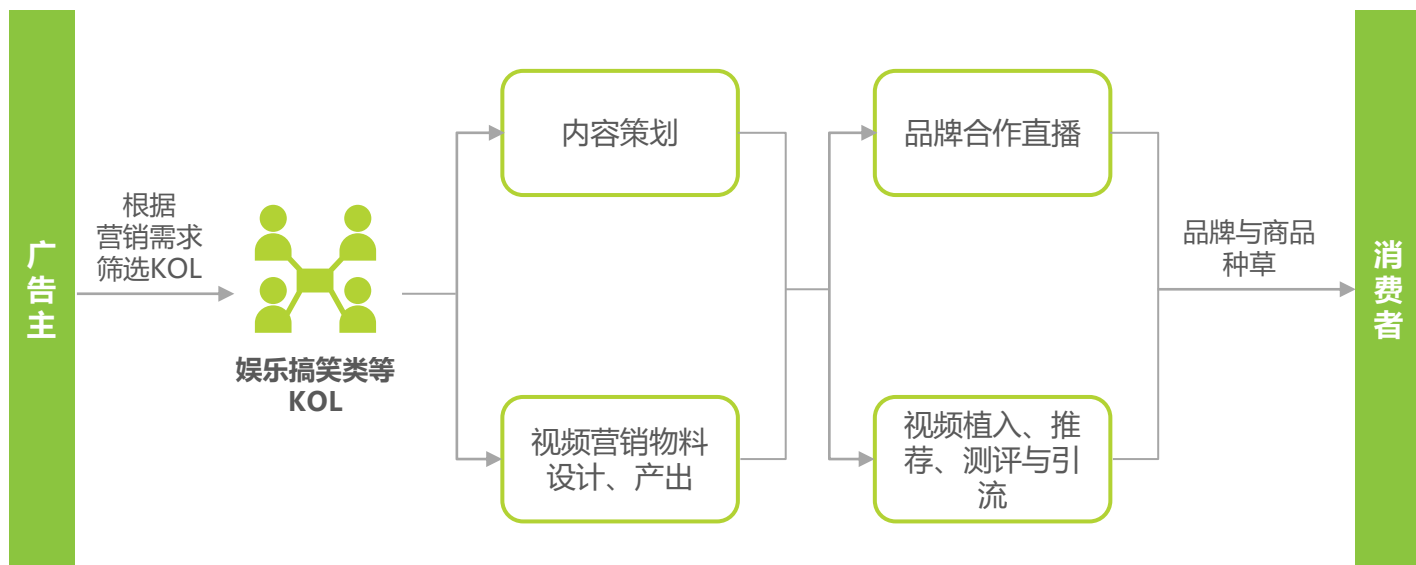 广告主
根据
营销需求
筛选KOL
娱乐搞笑类等
KOL
内容策划
视频营销物料
设计、产出
品牌合作直播
视频植入、推
荐、测评与引
流
品牌与商品
种草
消费者